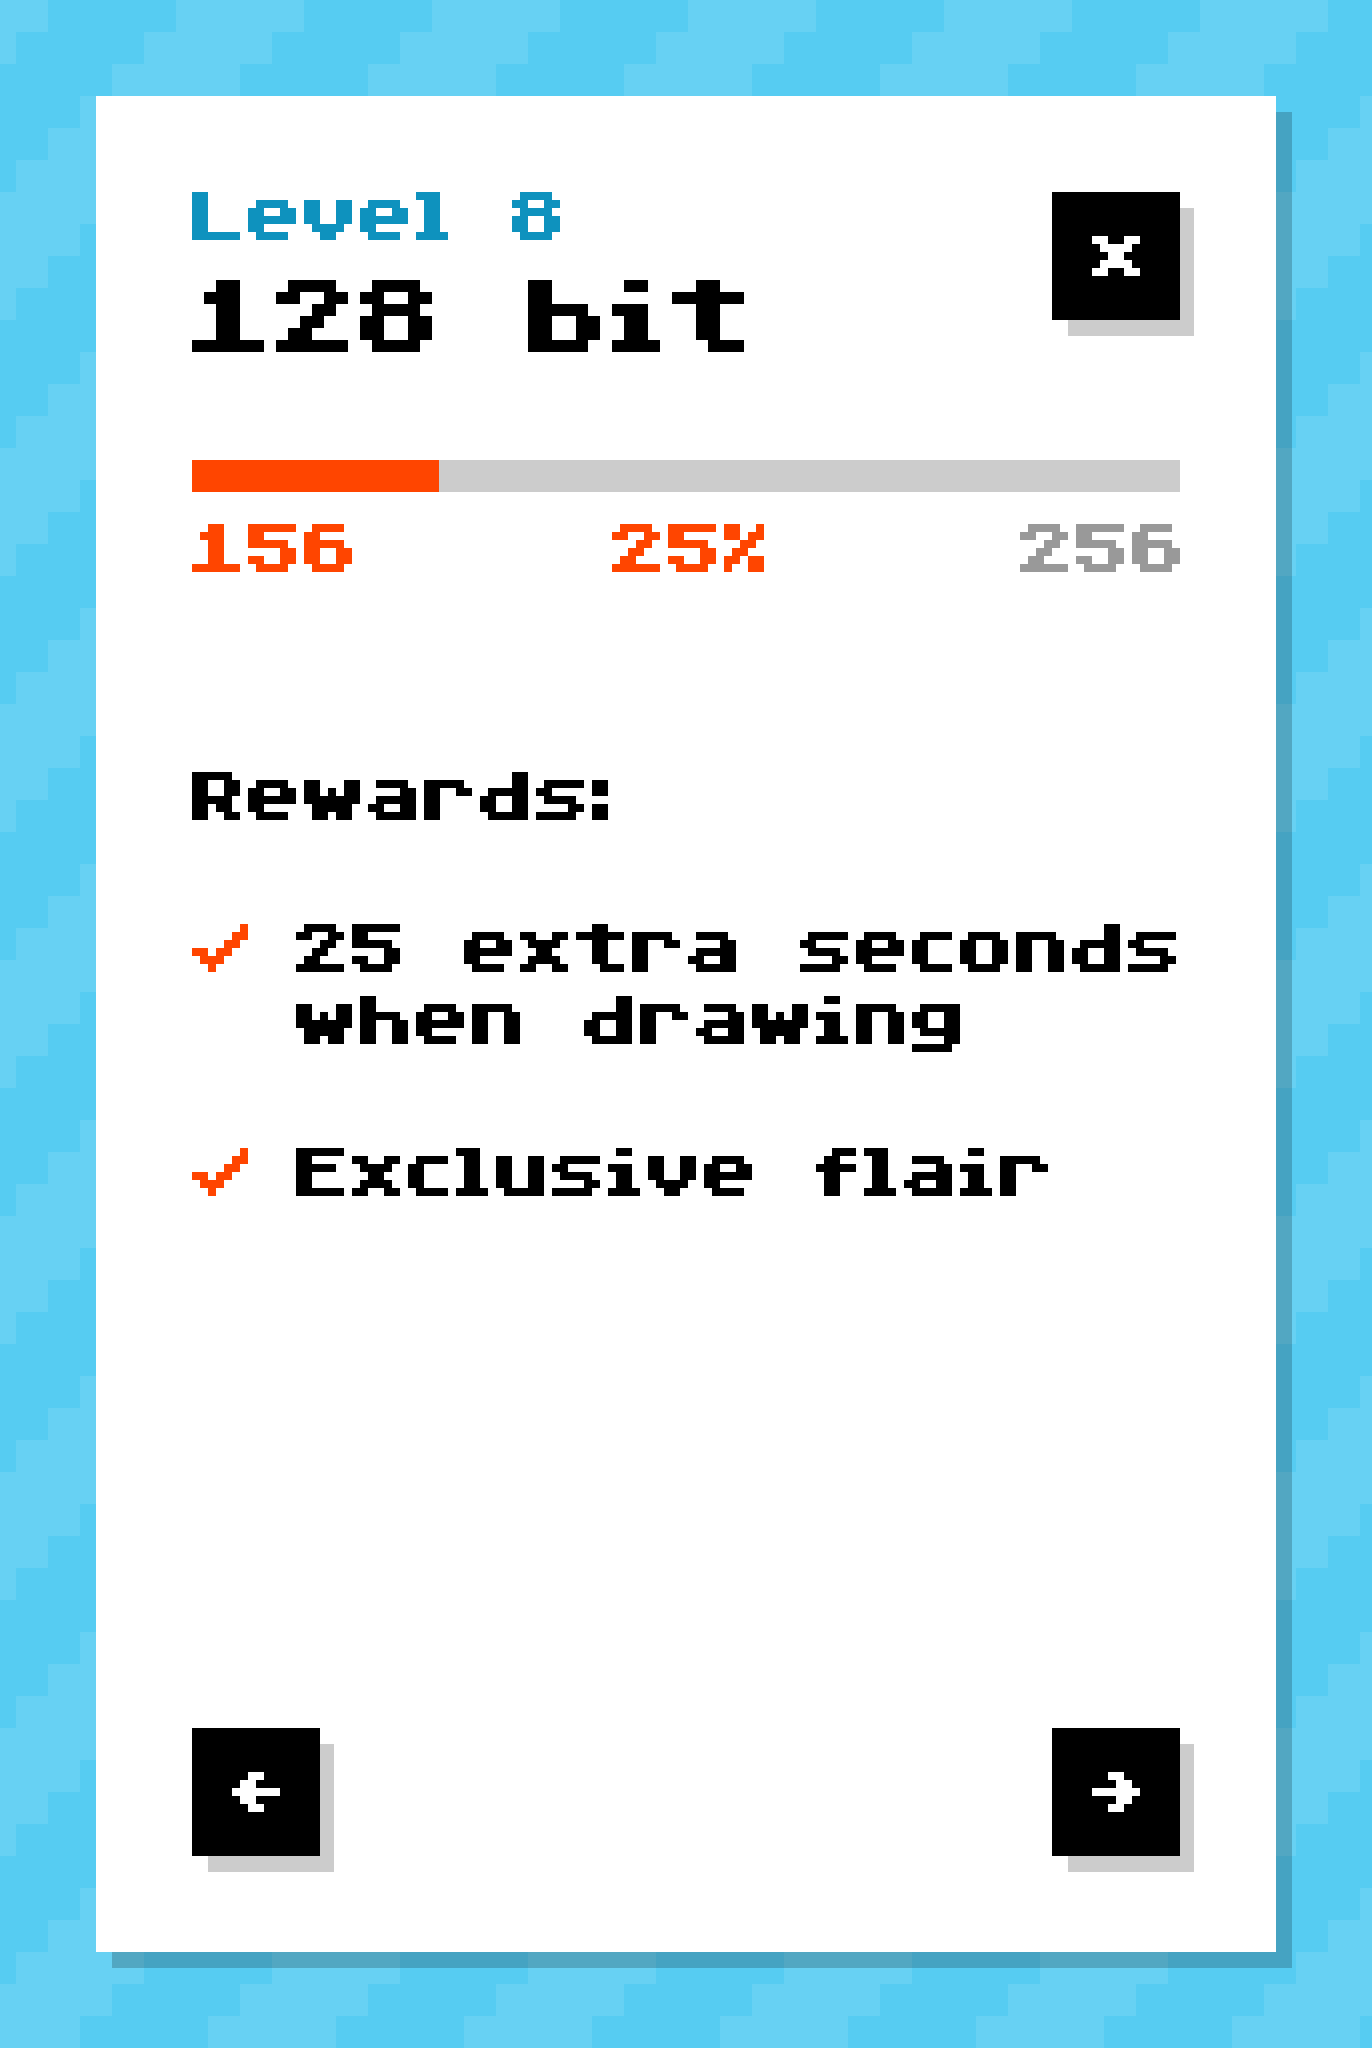 Level 8
x
128 bit
156 25% 256
Rewards:
✓ 25 extra seconds
when drawing
✓ Exclusive flair
← →